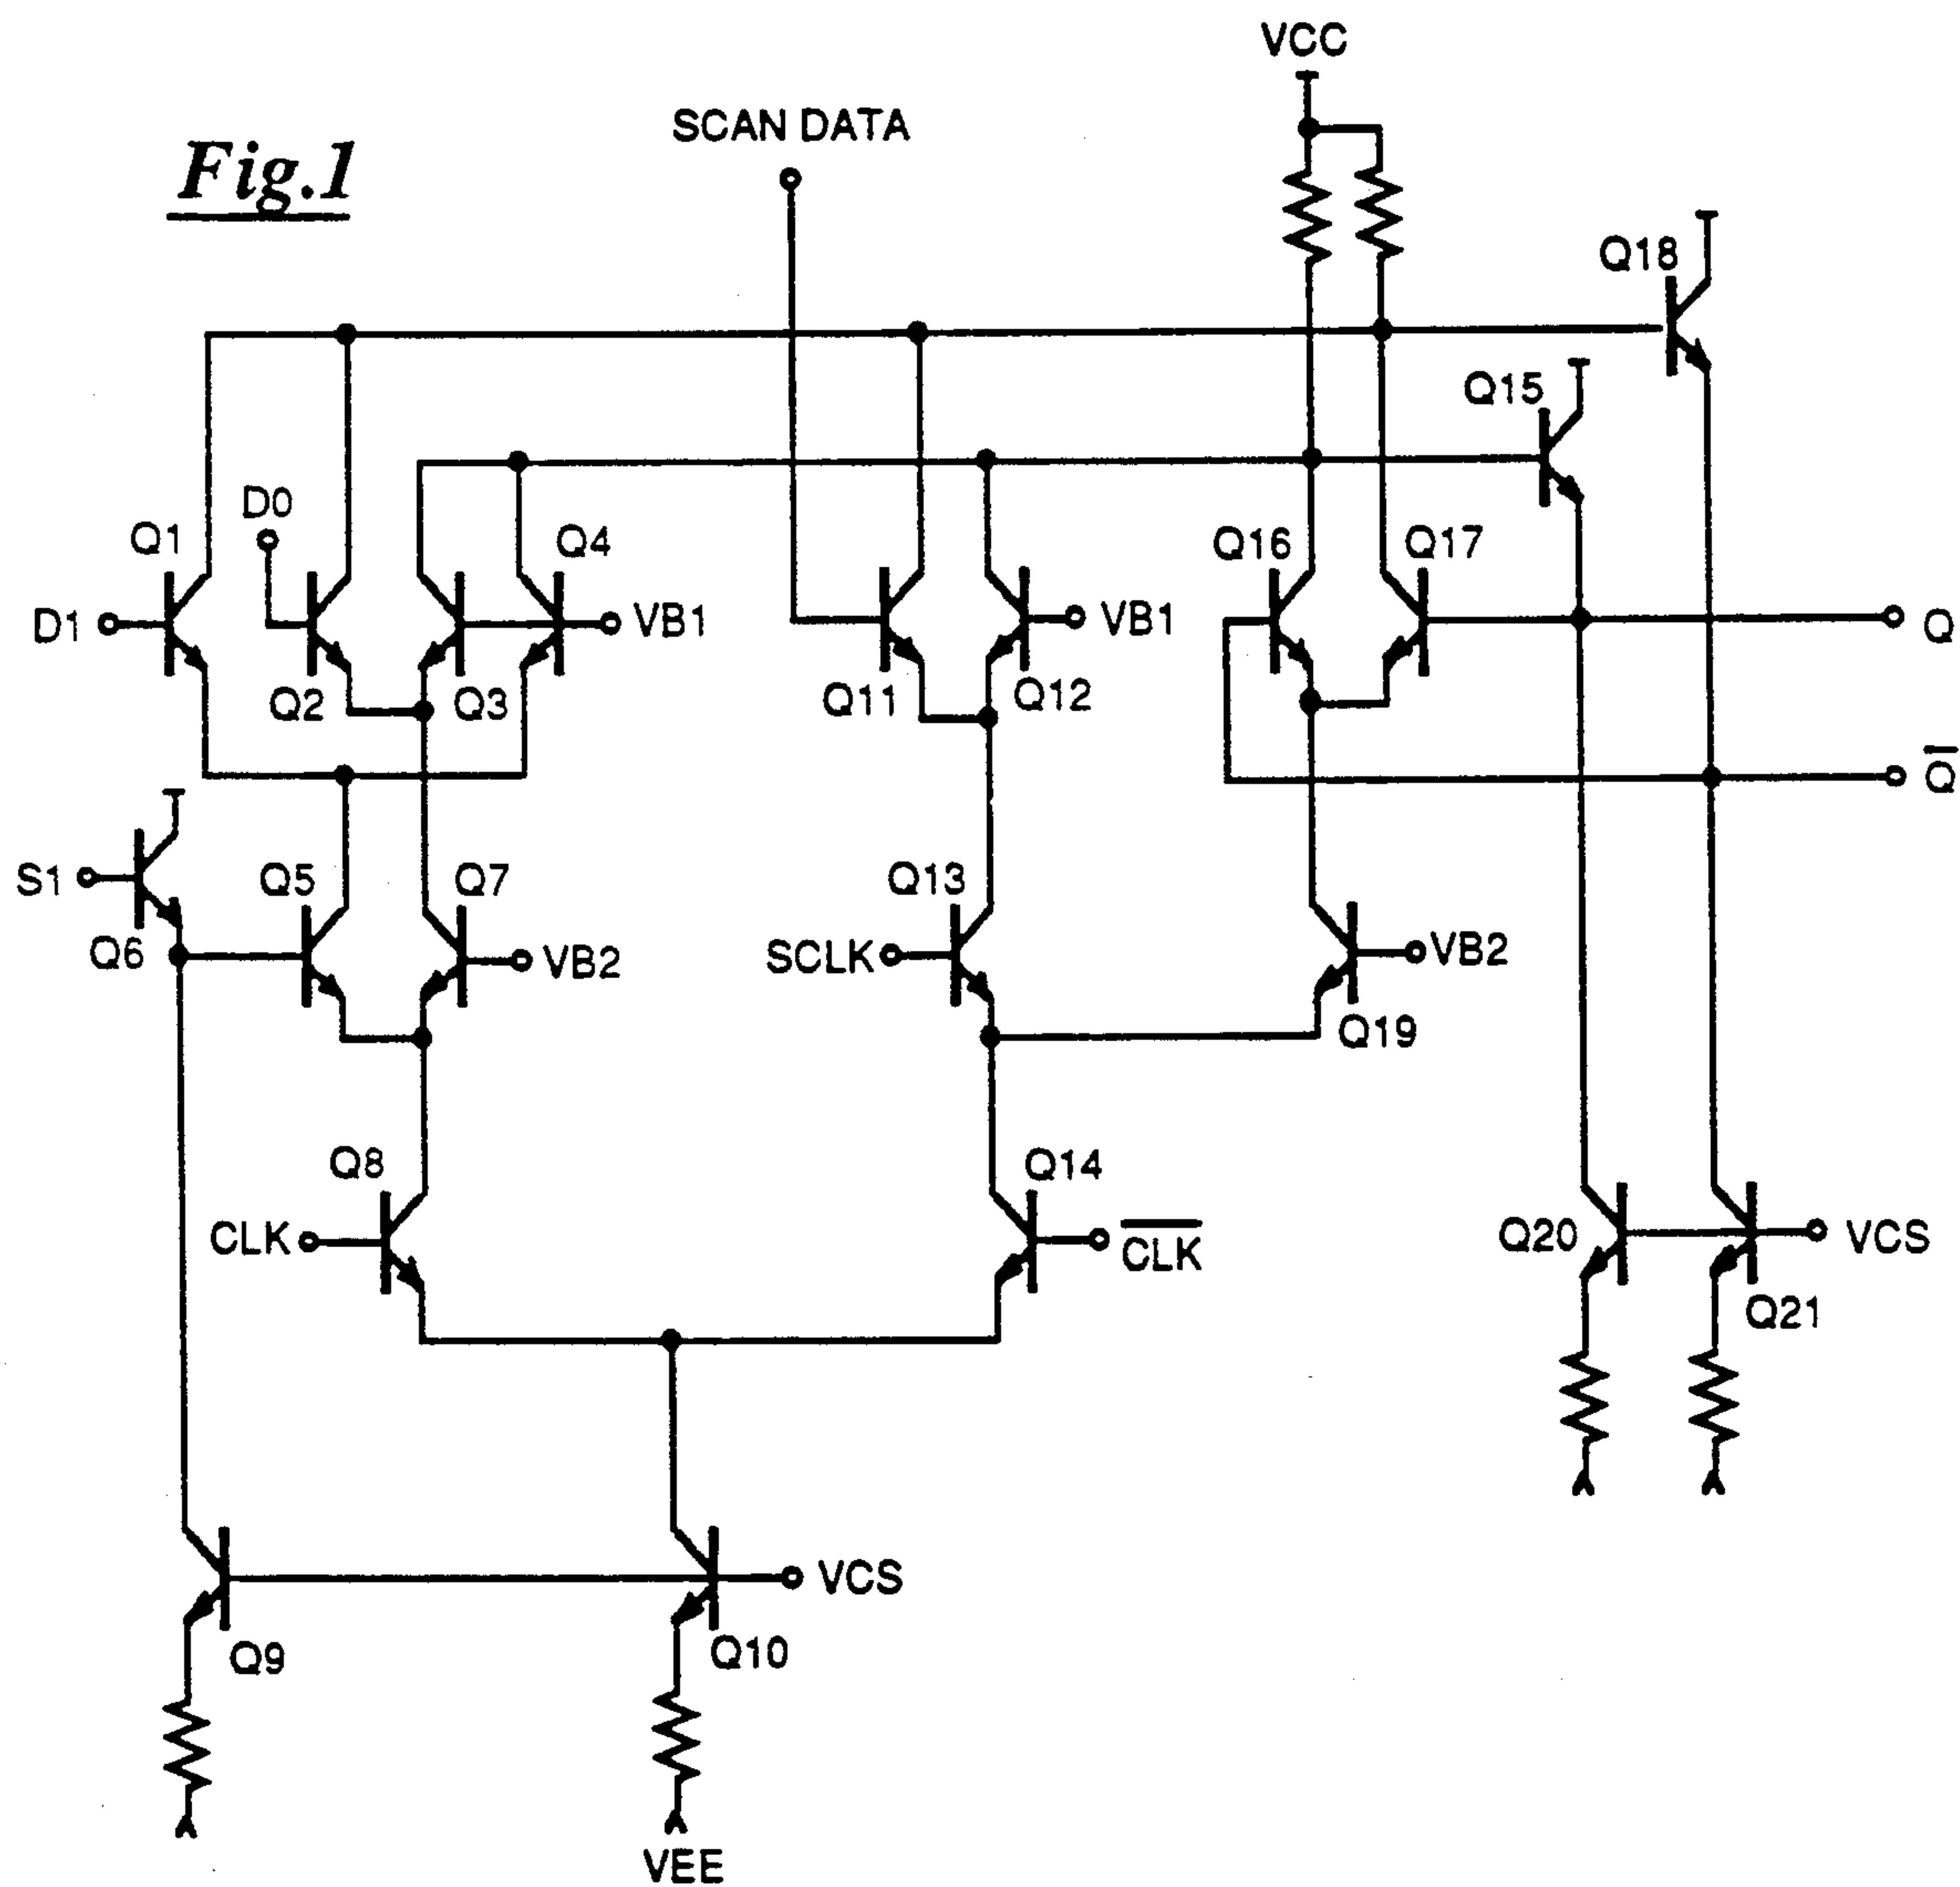 VCC
SCAN DATA
Fig.1
Q18
Q15
D0
Q1
Q4
Q16
Q17
D1
VB1
VB1
Q
Q2
Q3
Q11
Q12
Q̅
S1
Q5
Q7
Q13
Q6
VB2
SCLK
VB2
Q19
Q8
Q14
CLK
C̅L̅K̅
Q20
VCS
Q21
VCS
Q9
Q10
VEE